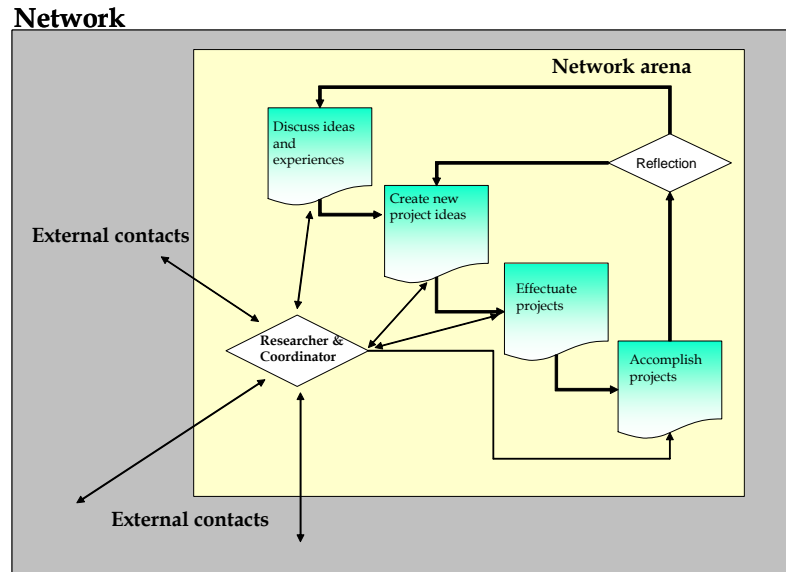 Network
Network arena
Discuss ideas
and
experiences
Reflection
Create new
project ideas
External contacts
Effectuate
projects
Researcher &
Coordinator
Accomplish
projects
External contacts